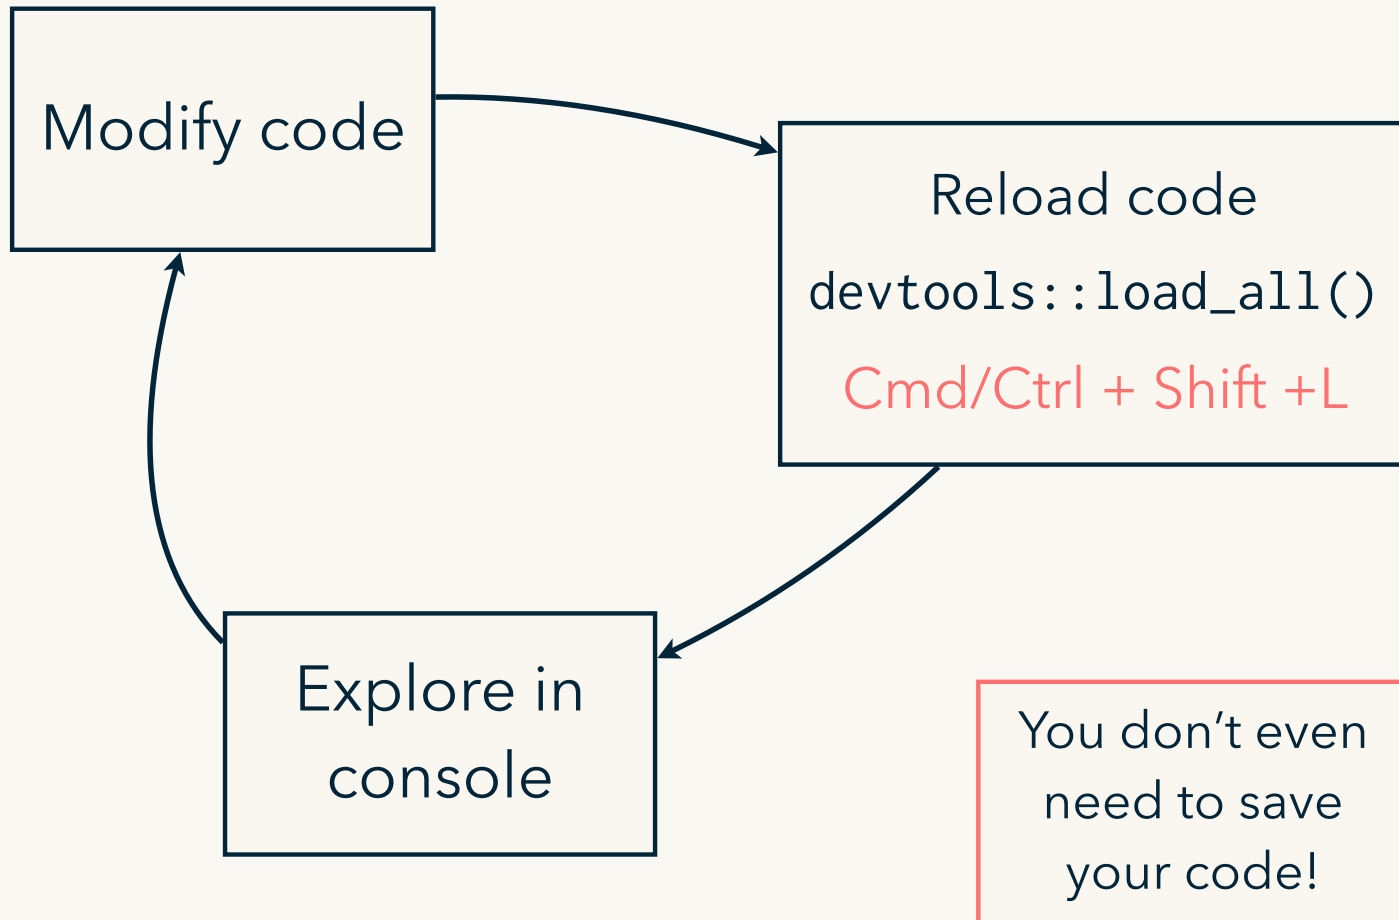 Modify code
Reload code
devtools::load_all()
Cmd/Ctrl + Shift +L
Explore in
console
You don’t even
need to save
your code!